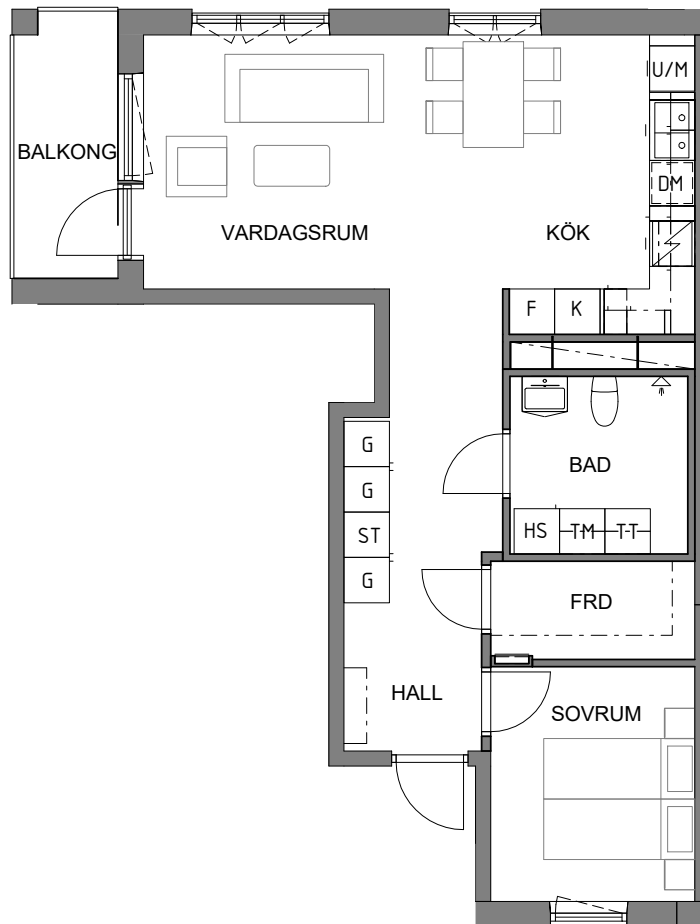 U/M
BALKONG
DM
VARDAGSRUM
KÖK
F K
G
BAD
G
ST
HS TM TT
G
FRD
HALL
SOVRUM